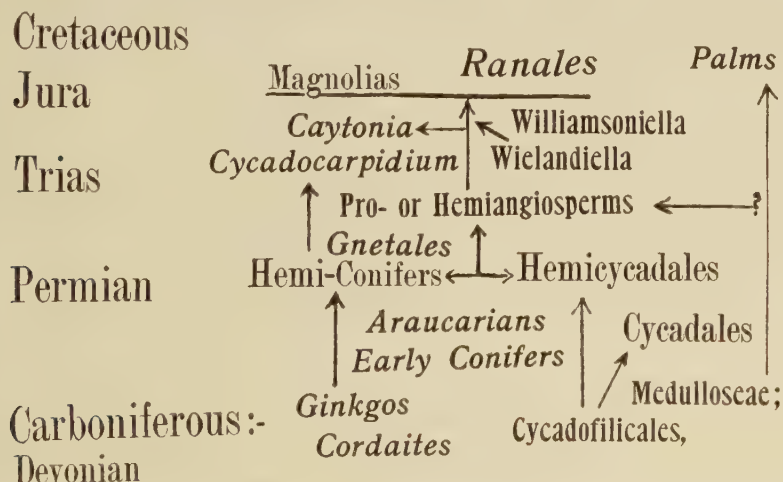 Cretaceous
Jura
Magnolias Ranales Palms
Caytonia Williamsoniella
Cycadocarpidium Wielandiella
Trias
Pro- or Hemiangiosperms ?
Gnetales
Permian
Hemi-Conifers Hemicycadales
Araucarians Cycadales
Early Conifers
Medulloseae;
Carboniferous:- Ginkgos
Cordaites Cycadofilicales,
Devonian